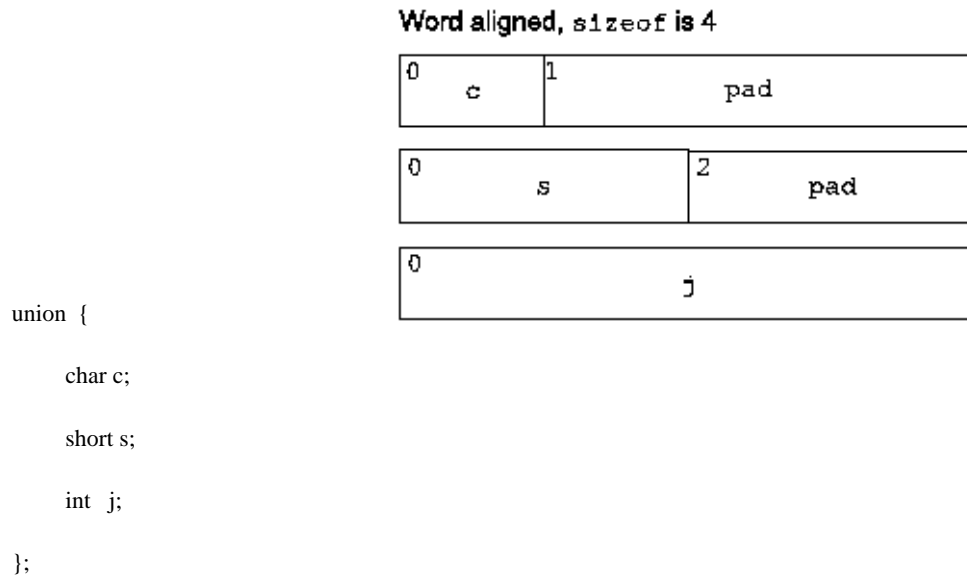 Word aligned, sizeof is 4
0 c 1 pad
0 s 2 pad
0 j
union {
char c;
short s;
int j;
};